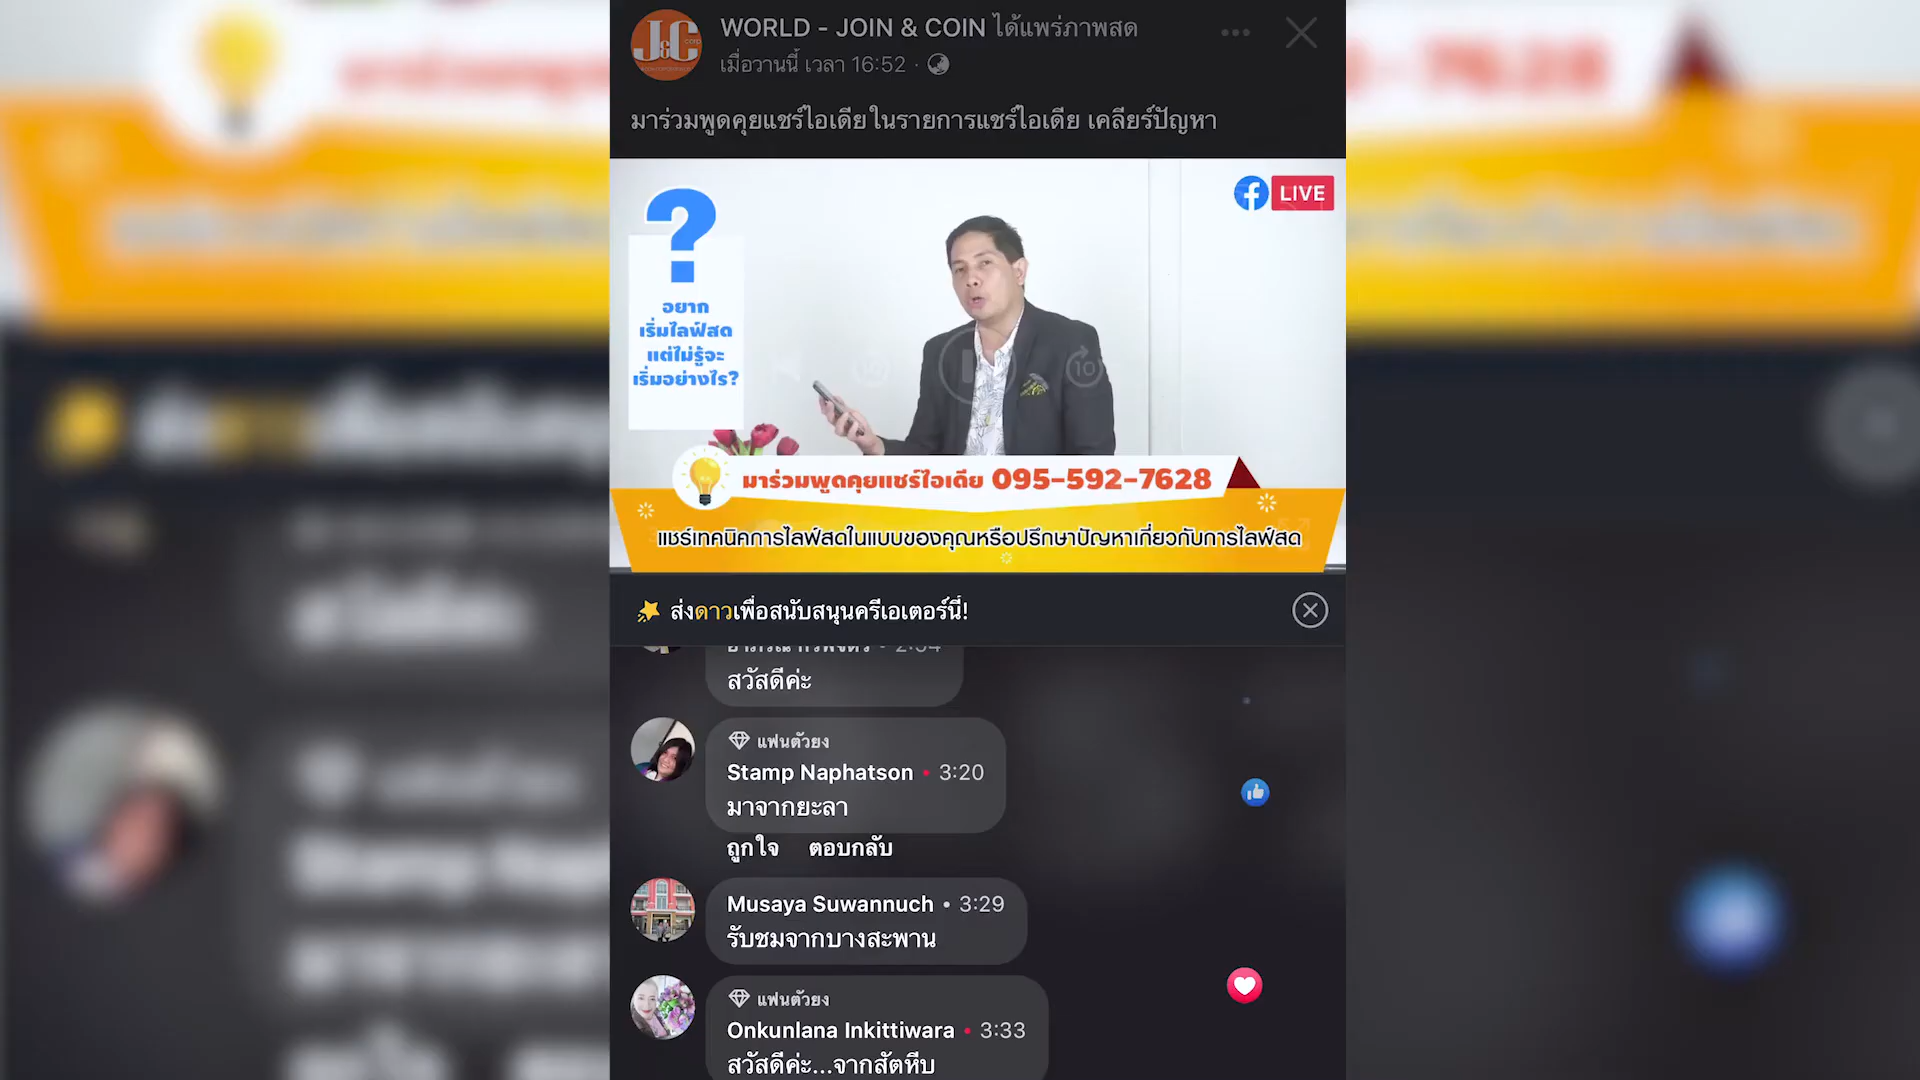 WORLD - JOIN & COIN ได้แพร่ภาพสด
เมื่อวานนี้ เวลา 16:52 ·
J&C
corp
มาร่วมพูดคุยแชร์ไอเดีย ในรายการแชร์ไอเดีย เคลียร์ปัญหา
LIVE
?
อยาก
เริ่มไลฟ์สด
แต่ไม่รู้จะ
เริ่มอย่างไร?
10
มาร่วมพูดคุยแชร์ไอเดีย 095-592-7628
แชร์เทคนิคการไลฟ์สดในแบบของคุณหรือปรึกษาปัญหาเกี่ยวกับการไลฟ์สด
ส่งดาวเพื่อสนับสนุนครีเอเตอร์นี้!
สวัสดีค่ะ
แฟนตัวยง
Stamp Naphatson • 3:20
มาจากยะลา
ถูกใจ ตอบกลับ
Musaya Suwannuch • 3:29
รับชมจากบางสะพาน
แฟนตัวยง
Onkunlana Inkittiwara • 3:33
สวัสดีค่ะ...จากสัตหีบ